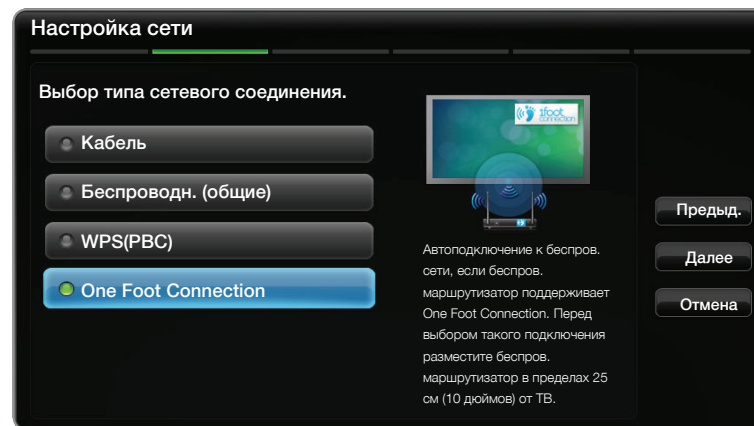 Настройка сети
Выбор типа сетевого соединения.
Кабель
Беспроводн. (общие)
WPS(PBC)
One Foot Connection
1foot
connection
Автоподключение к беспров.
сети, если беспров.
маршрутизатор поддерживает
One Foot Connection. Перед
выбором такого подключения
разместите беспров.
маршрутизатор в пределах 25
см (10 дюймов) от ТВ.
Предыд.
Далее
Отмена